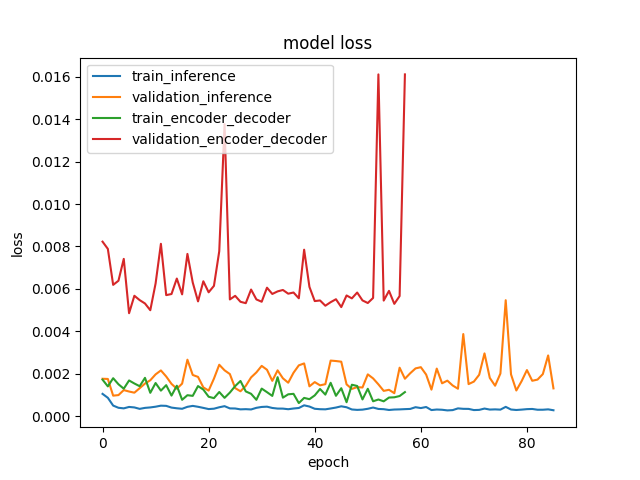 model loss
train_inference
validation_inference
train_encoder_decoder
validation_encoder_decoder
0.016
0.014
0.012
0.010
0.008
0.006
0.004
0.002
0.000
loss
0 20 40 60 80
epoch